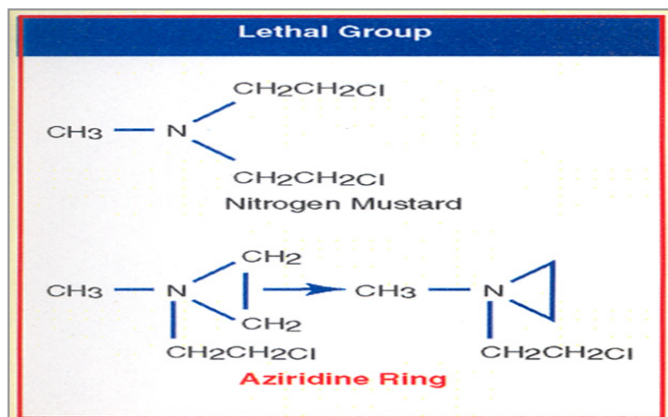 Lethal Group
CH2CH2Cl
CH3 N
CH2CH2Cl
Nitrogen Mustard
CH2
CH3 N CH3 N
CH2
CH2CH2Cl CH2CH2Cl
Aziridine Ring